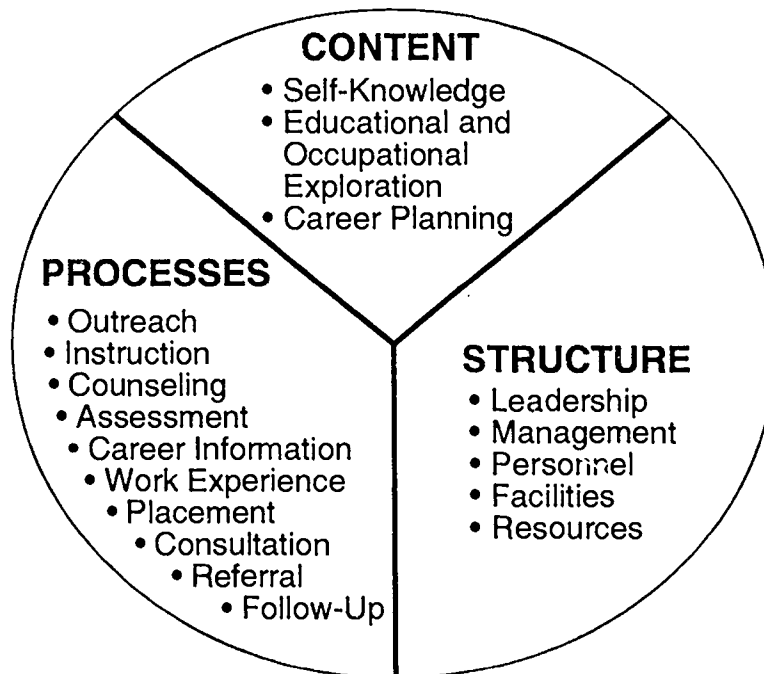 CONTENT
• Self-Knowledge
• Educational and
Occupational
Exploration
• Career Planning
PROCESSES
• Outreach
• Instruction
• Counseling
• Assessment
• Career Information
• Work Experience
• Placement
• Consultation
• Referral
• Follow-Up
STRUCTURE
• Leadership
• Management
• Personnel
• Facilities
• Resources